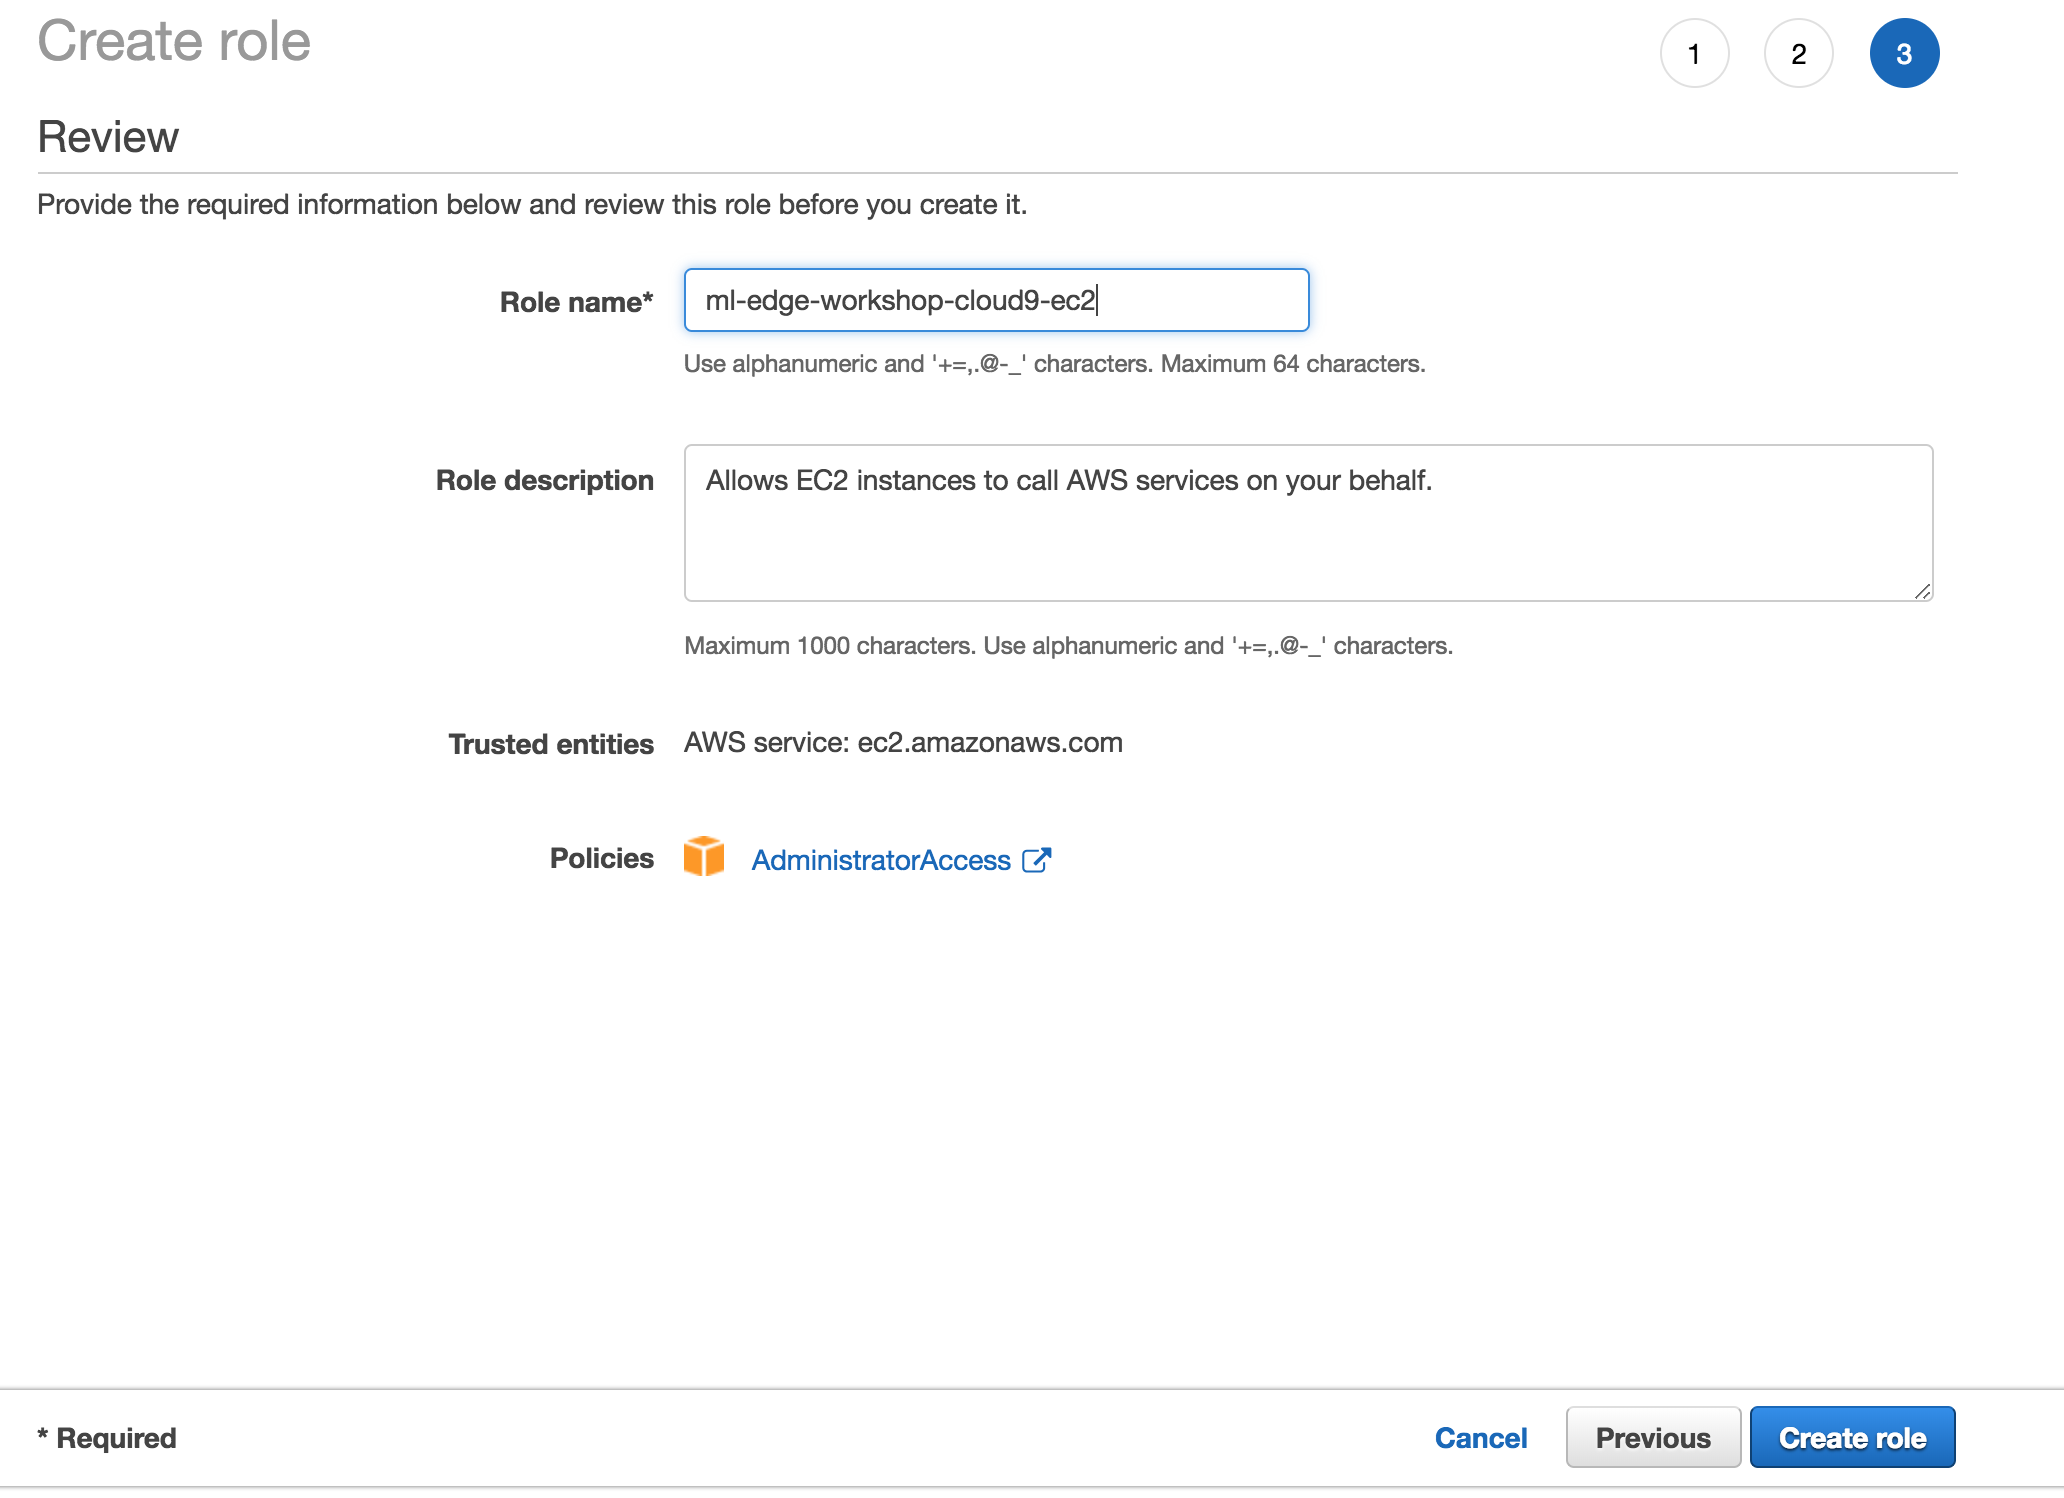 Create role
1 2 3
Review
Provide the required information below and review this role before you create it.
Role name* ml-edge-workshop-cloud9-ec2
Use alphanumeric and '+=,.@-_' characters. Maximum 64 characters.
Role description Allows EC2 instances to call AWS services on your behalf.
Maximum 1000 characters. Use alphanumeric and '+=,.@-_' characters.
Trusted entities AWS service: ec2.amazonaws.com
Policies AdministratorAccess
* Required Cancel Previous Create role